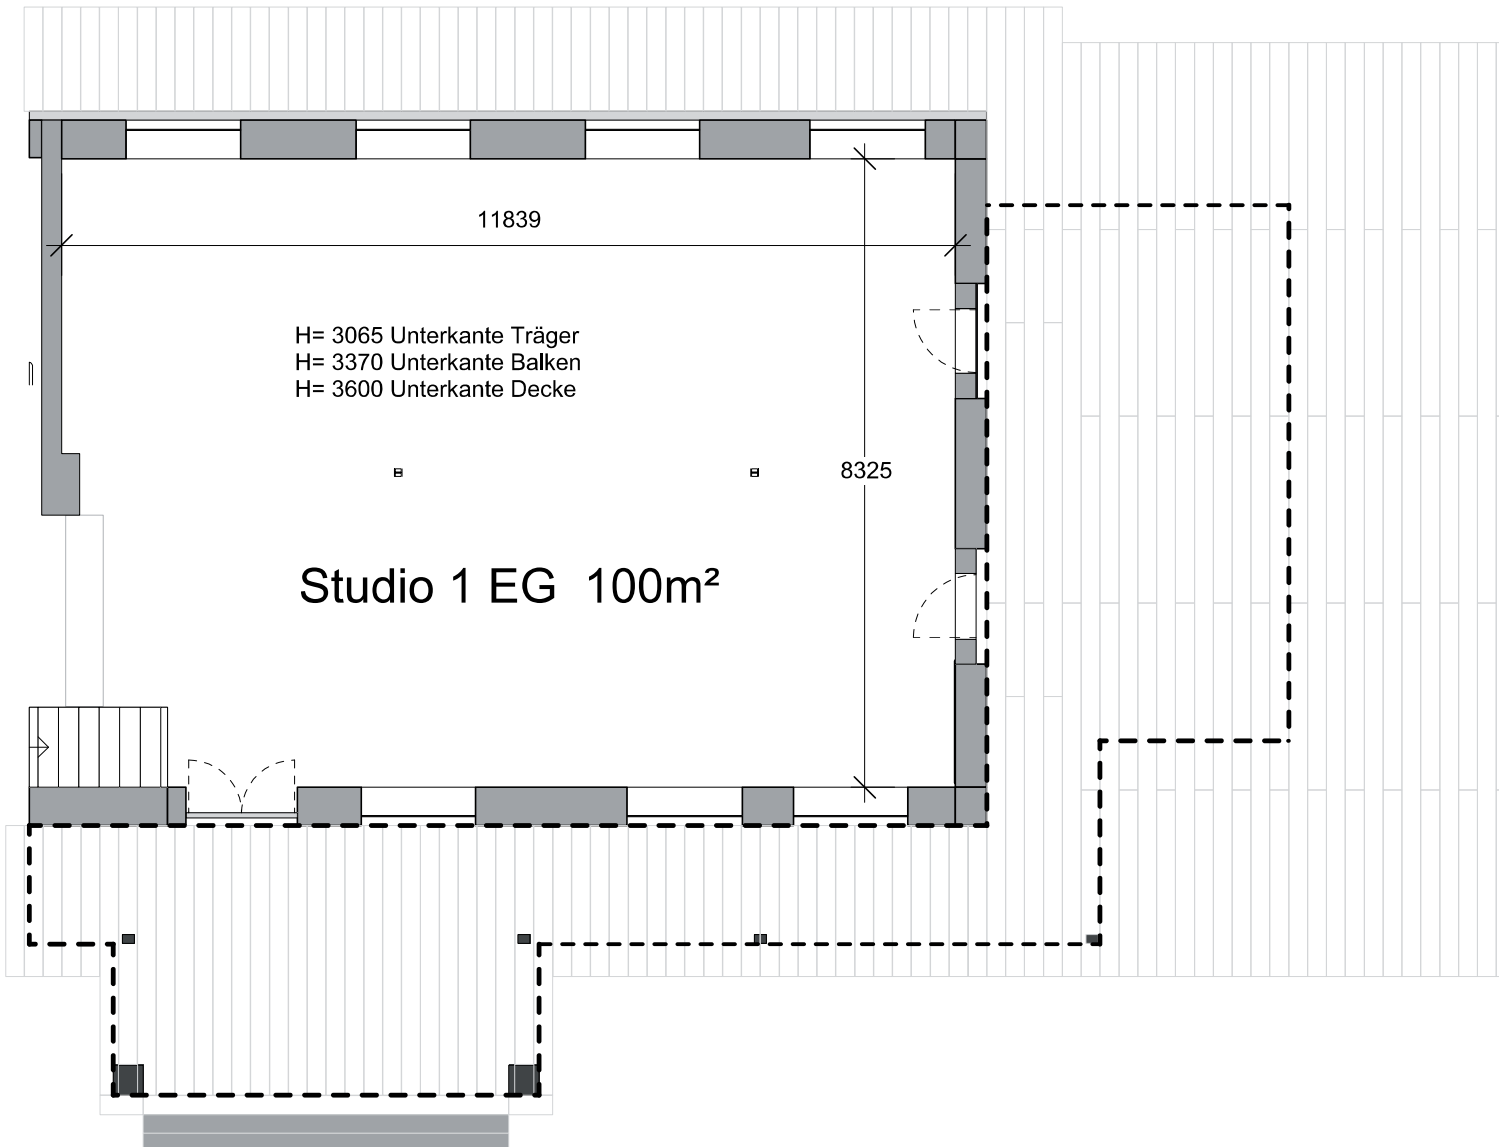 11839
H= 3065 Unterkante Träger
H= 3370 Unterkante Balken
H= 3600 Unterkante Decke
8325
Studio 1 EG 100m²